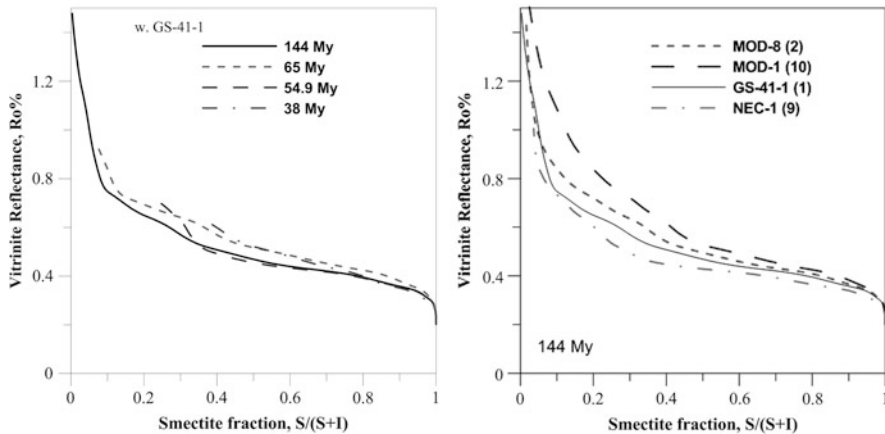 w. GS-41-1
144 My
65 My
54.9 My
38 My
Vitrinite Reflectance, Ro%
1.2
0.8
0.4
0
0
0.2
0.4
0.6
0.8
1
Smectite fraction, S/(S+I)
MOD-8 (2)
MOD-1 (10)
GS-41-1 (1)
NEC-1 (9)
Vitrinite Reflectance, Ro%
1.2
0.8
0.4
0
144 My
0
0.2
0.4
0.6
0.8
1
Smectite fraction, S/(S+I)